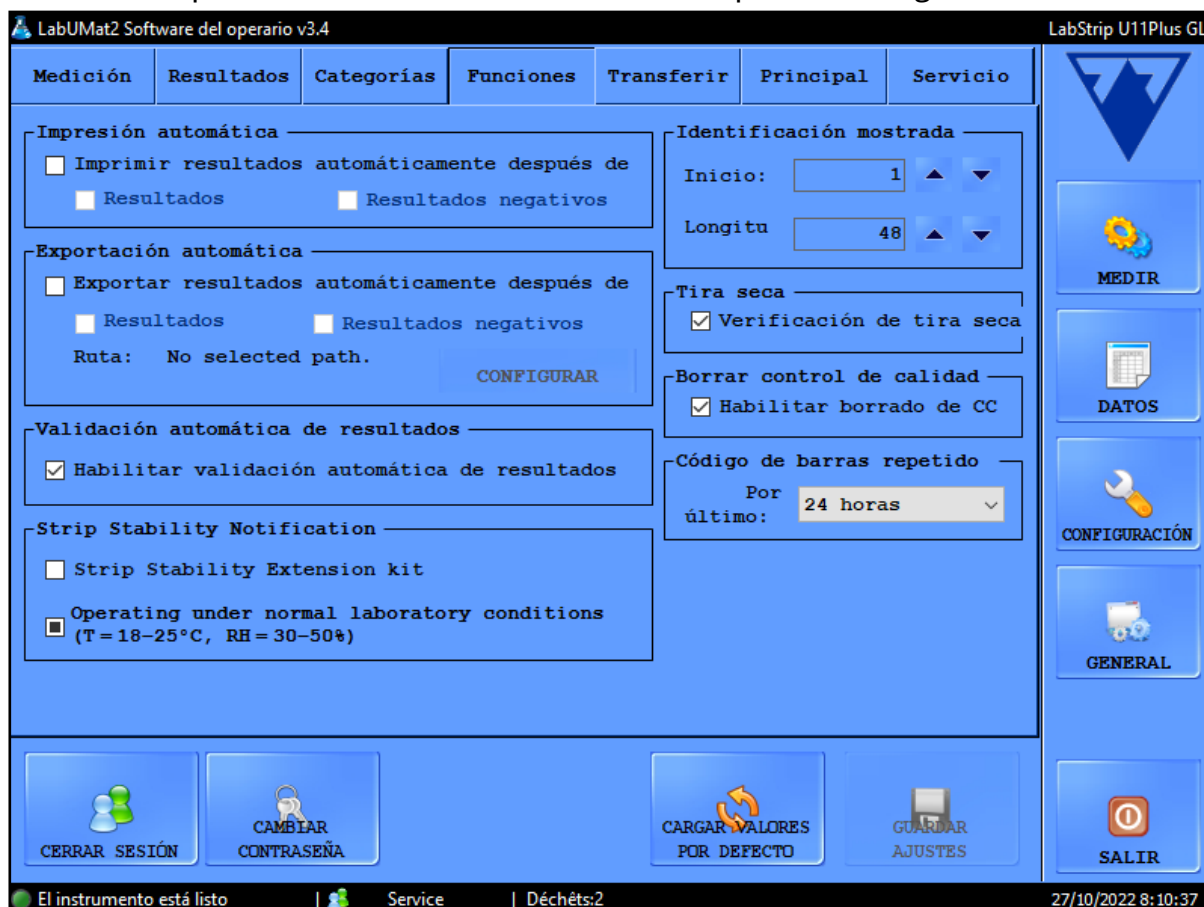 LabUMat2 Software del operario v3.4
LabStrip U11Plus GL
Medición Resultados Categorías Funciones Transferir Principal Servicio
Impresión automática
Imprimir resultados automáticamente después de
Resultados Resultados negativos
Exportación automática
Exportar resultados automáticamente después de
Resultados Resultados negativos
Ruta: No selected path.
CONFIGURAR
Validación automática de resultados
Habilitar validación automática de resultados
Strip Stability Notification
Strip Stability Extension kit
Operating under normal laboratory conditions
(T = 18-25°C, RH = 30-50%)
Identificación mostrada
Inicio: 1
Longitu 48
Tira seca
Verificación de tira seca
Borrar control de calidad
Habilitar borrado de CC
Código de barras repetido
Por
último: 24 horas
MEDIR
DATOS
CONFIGURACIÓN
GENERAL
SALIR
CERRAR SESIÓN
CAMBIAR
CONTRASEÑA
CARGAR VALORES
POR DEFECTO
GUARDAR
AJUSTES
El instrumento está listo | Service | Déchêts:2
27/10/2022 8:10:37